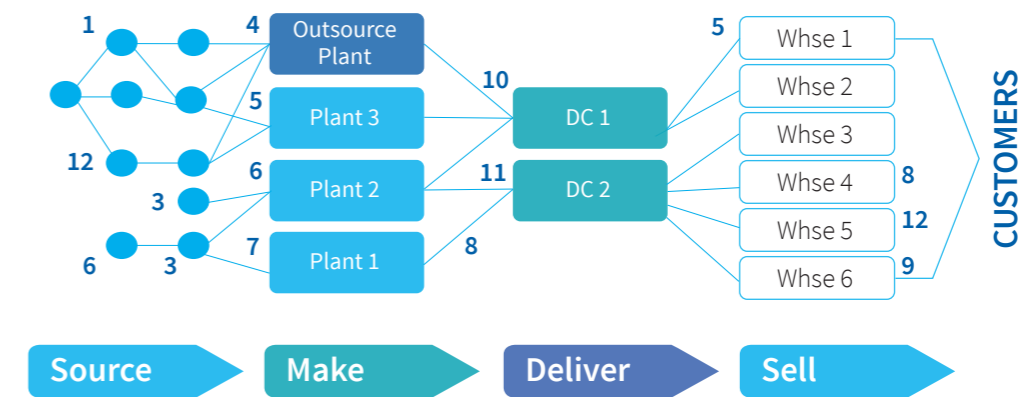 1
4
Outsource
Plant
5
Whse 1
10
Whse 2
5
Plant 3
DC 1
Whse 3
12
6
Plant 2
11
DC 2
Whse 4
8
3
Whse 5
12
6
3
7
Plant 1
8
Whse 6
9
CUSTOMERS
Source
Make
Deliver
Sell